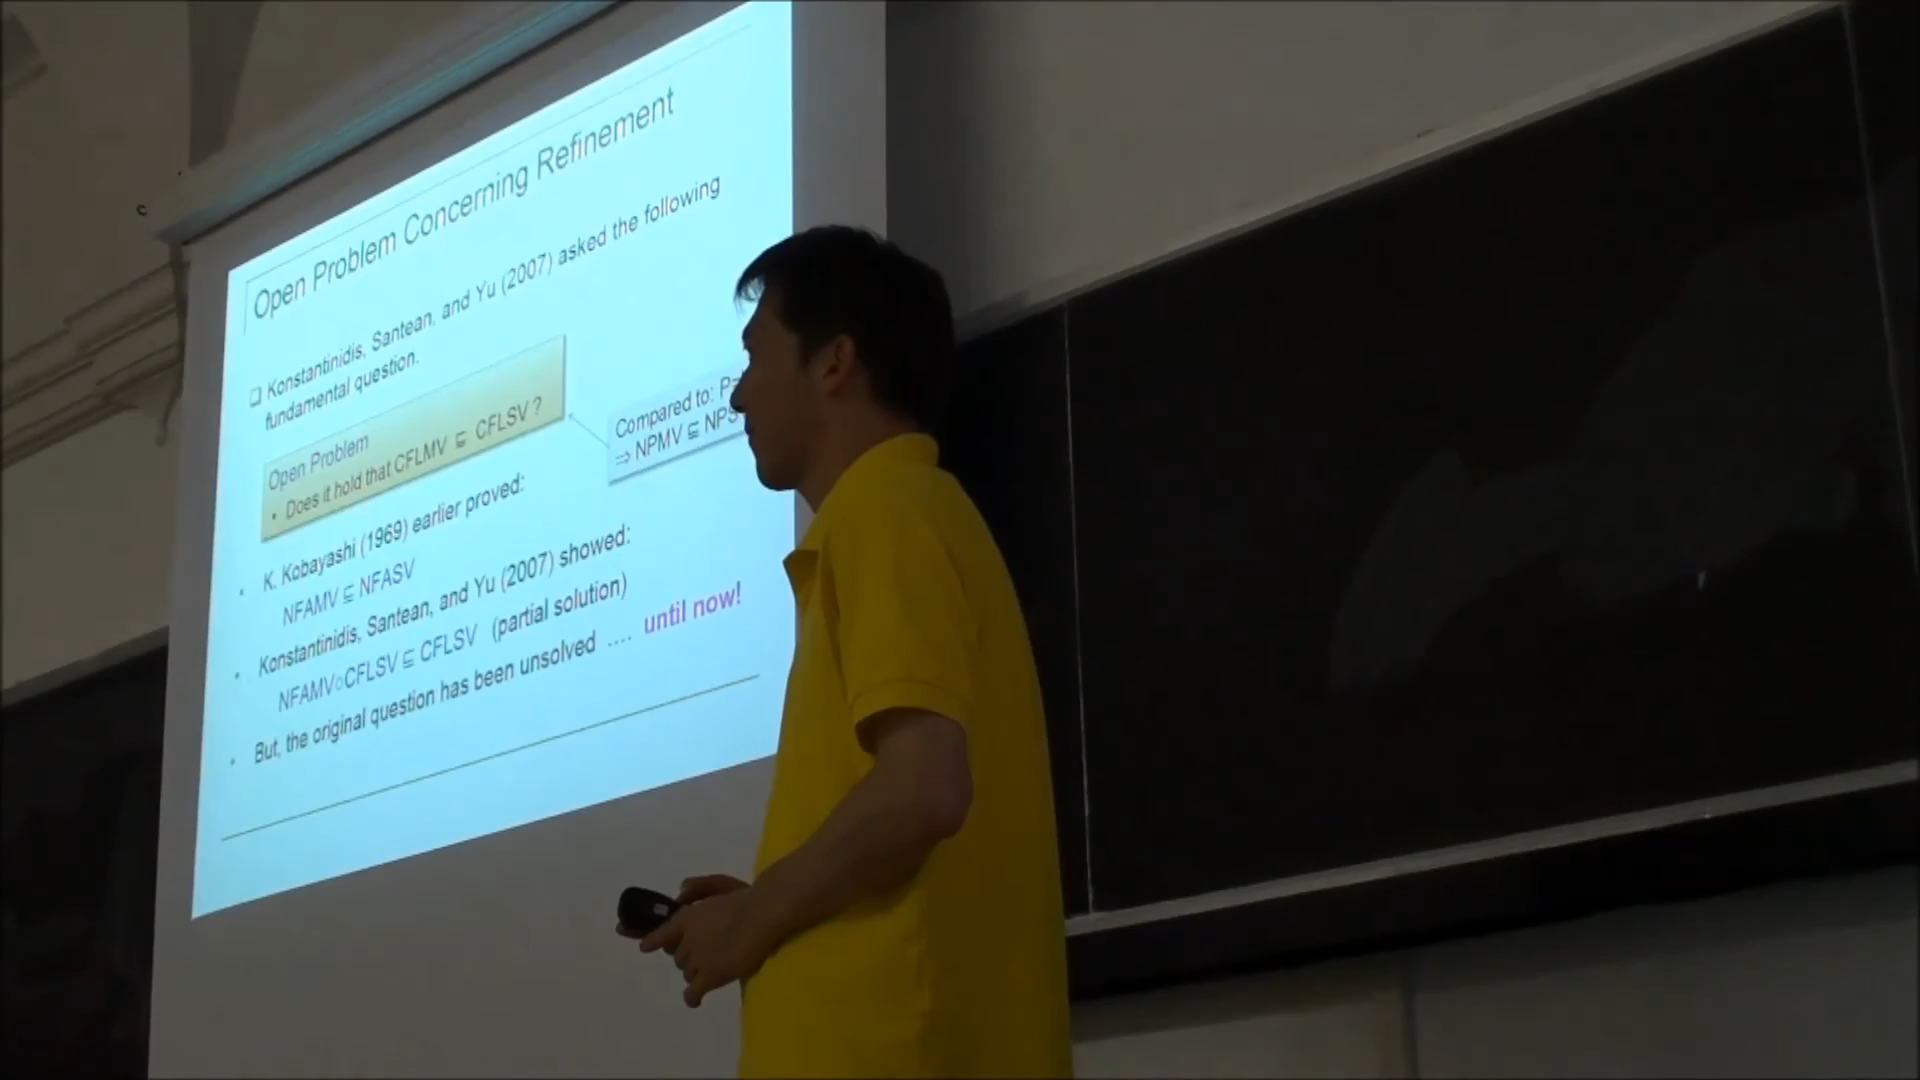 Open Problem Concerning Refinement
❑ Konstantinidis, Santean, and Yu (2007) asked the following
fundamental question.
Open Problem
• Does it hold that CFLMV ⊑ CFLSV ?
Compared to:
⇒ NPMV ⊑
• K. Kobayashi (1969) earlier proved:
NFAMV ⊑ NFASV
• Konstantinidis, Santean, and Yu (2007) showed:
NFAMV○CFLSV ⊑ CFLSV (partial solution)
• But, the original question has been unsolved .... until now!